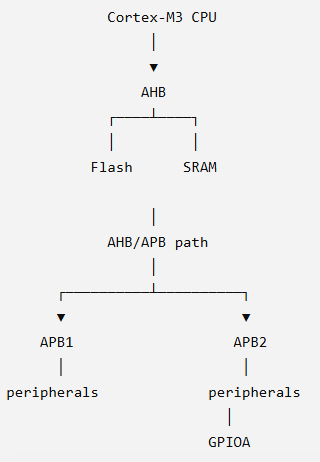 Cortex-M3 CPU
AHB
Flash SRAM
AHB/APB path
APB1 APB2
peripherals peripherals
GPIOA